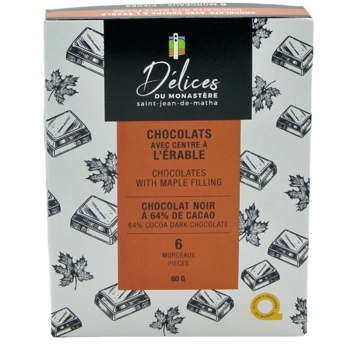 Délices
DU MONASTÈRE
saint-jean-de-matha
CHOCOLATS
AVEC CENTRE À
L'ÉRABLE
CHOCOLATES
WITH MAPLE FILLING
CHOCOLAT NOIR
À 64% DE CACAO
64% COCOA DARK CHOCOLATE
6
MORCEAUX
PIECES
60 G